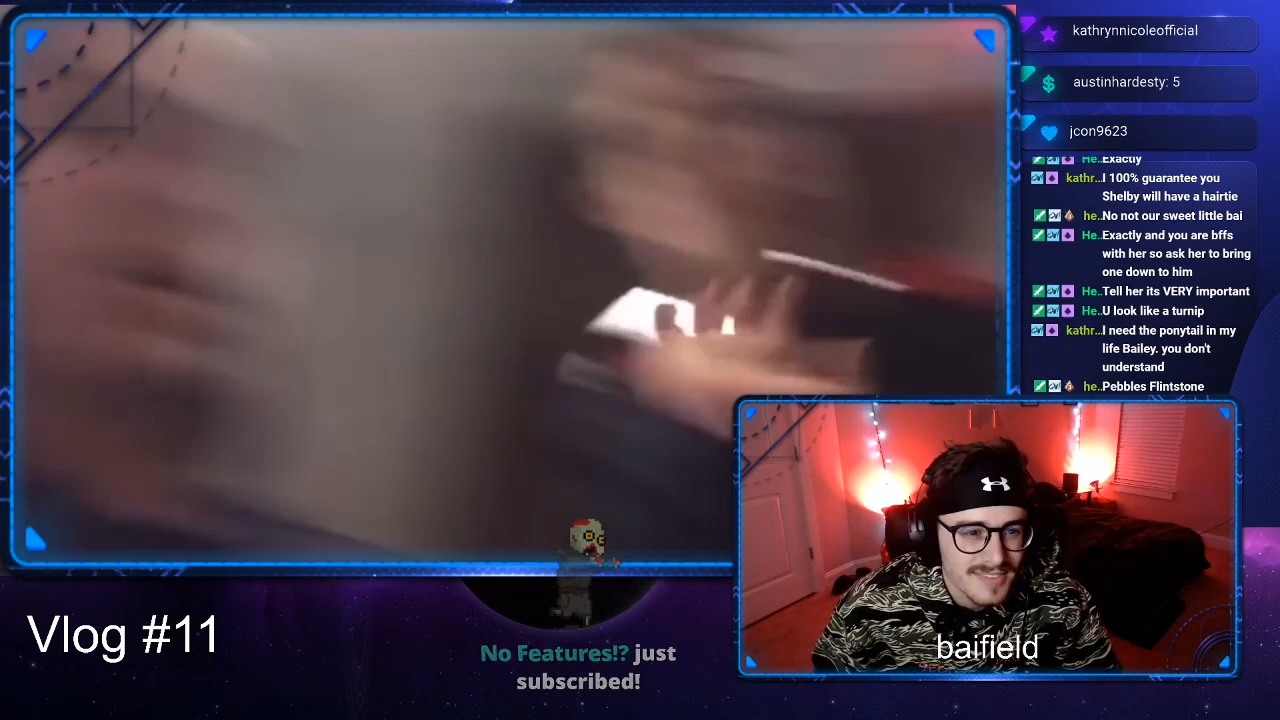 kathrynnicoleofficial
austinhardesty: 5
jcon9623
He..Exactly
kathr..I 100% guarantee you
Shelby will have a hairtie
he..No not our sweet little bai
He..Exactly and you are bffs
with her so ask her to bring
one down to him
He..Tell her its VERY important
He..U look like a turnip
kathr..I need the ponytail in my
life Bailey. you don't
understand
he..Pebbles Flintstone
Vlog #11
No Features!? just
subscribed!
baifield